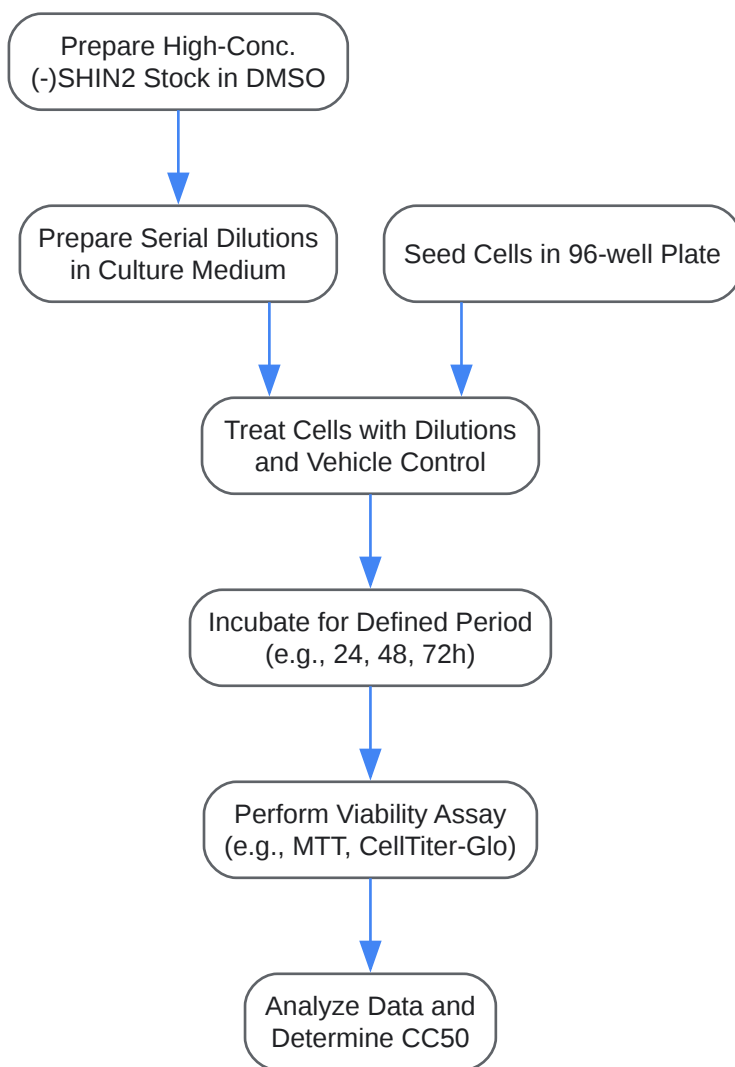 Prepare High-Conc.
(-)SHIN2 Stock in DMSO
Prepare Serial Dilutions
in Culture Medium
Seed Cells in 96-well Plate
Treat Cells with Dilutions
and Vehicle Control
Incubate for Defined Period
(e.g., 24, 48, 72h)
Perform Viability Assay
(e.g., MTT, CellTiter-Glo)
Analyze Data and
Determine CC50